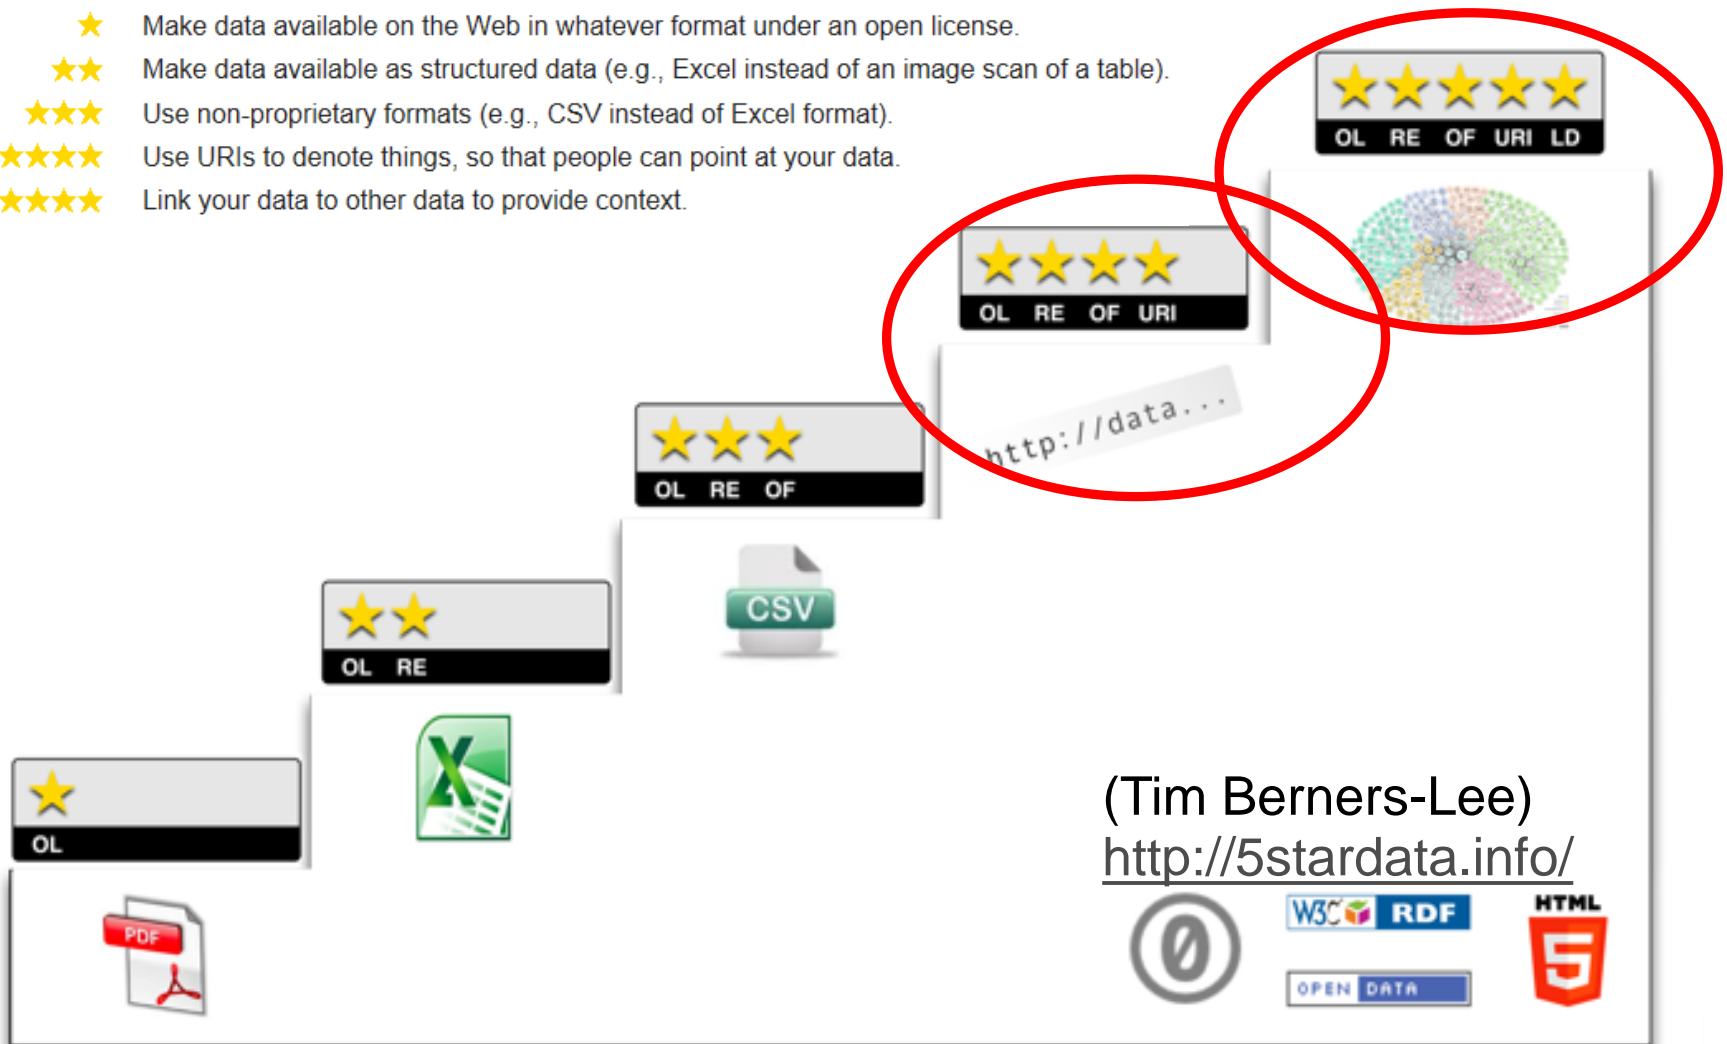 Make data available on the Web in whatever format under an open license.
Make data available as structured data (e.g., Excel instead of an image scan of a table).
Use non-proprietary formats (e.g., CSV instead of Excel format).
Use URIs to denote things, so that people can point at your data.
Link your data to other data to provide context.
OL RE OF URI LD
OL RE OF URI
http://data...
OL RE OF
CSV
OL RE
X
OL
PDF
(Tim Berners-Lee)
http://5stardata.info/
0
W3C RDF
HTML
5
OPEN DATA